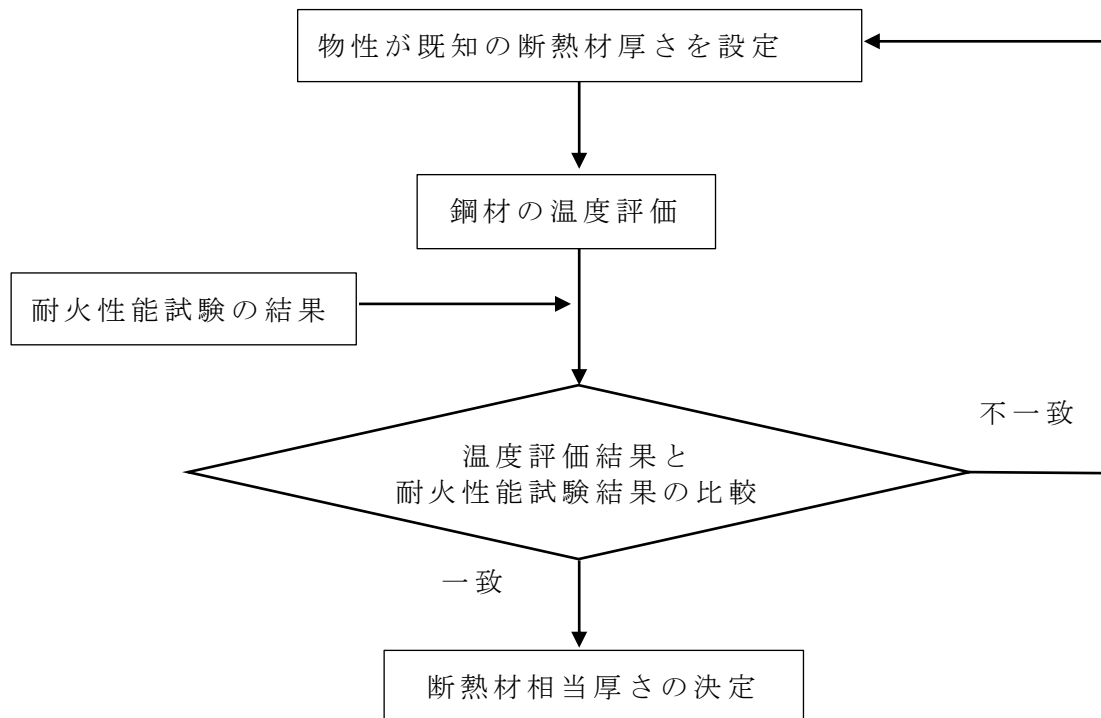 物性が既知の断熱材厚さを設定
鋼材の温度評価
耐火性能試験の結果
温度評価結果と
耐火性能試験結果の比較
不一致
一致
断熱材相当厚さの決定